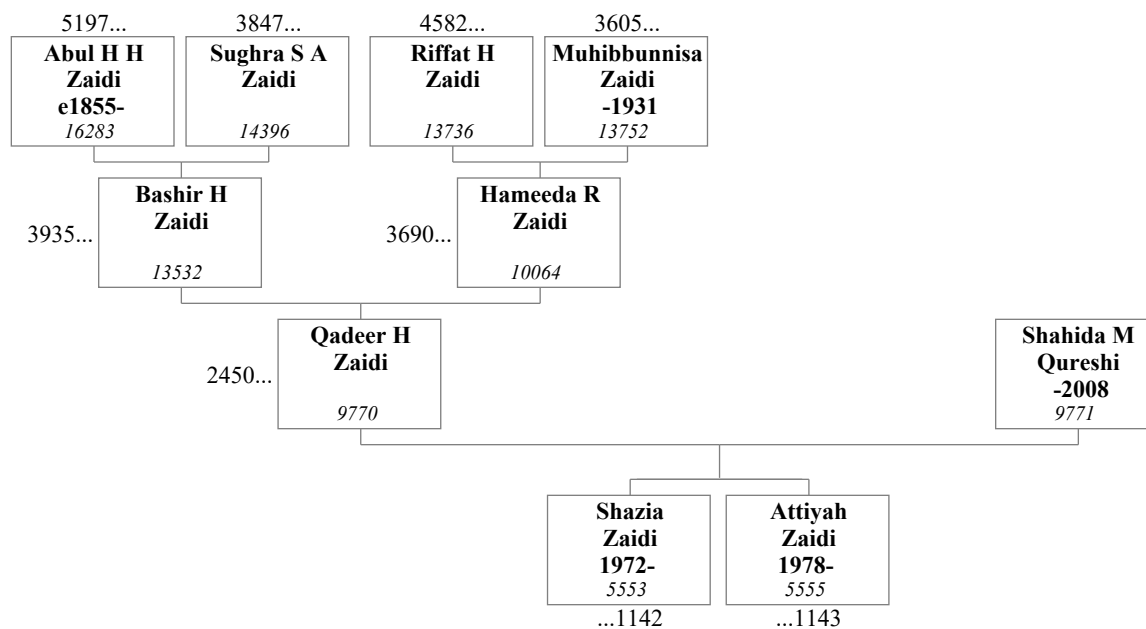 5197...
3847...
4582...
3605...
Abul H H
Zaidi
e1855-
16283
Sughra S A
Zaidi
14396
Riffat H
Zaidi
13736
Muhibbunnisa
Zaidi
-1931
13752
3935...
Bashir H
Zaidi
13532
3690...
Hameeda R
Zaidi
10064
2450...
Qadeer H
Zaidi
9770
Shahida M
Qureshi
-2008
9771
Shazia
Zaidi
1972-
5553
...1142
Attiyah
Zaidi
1978-
5555
...1143